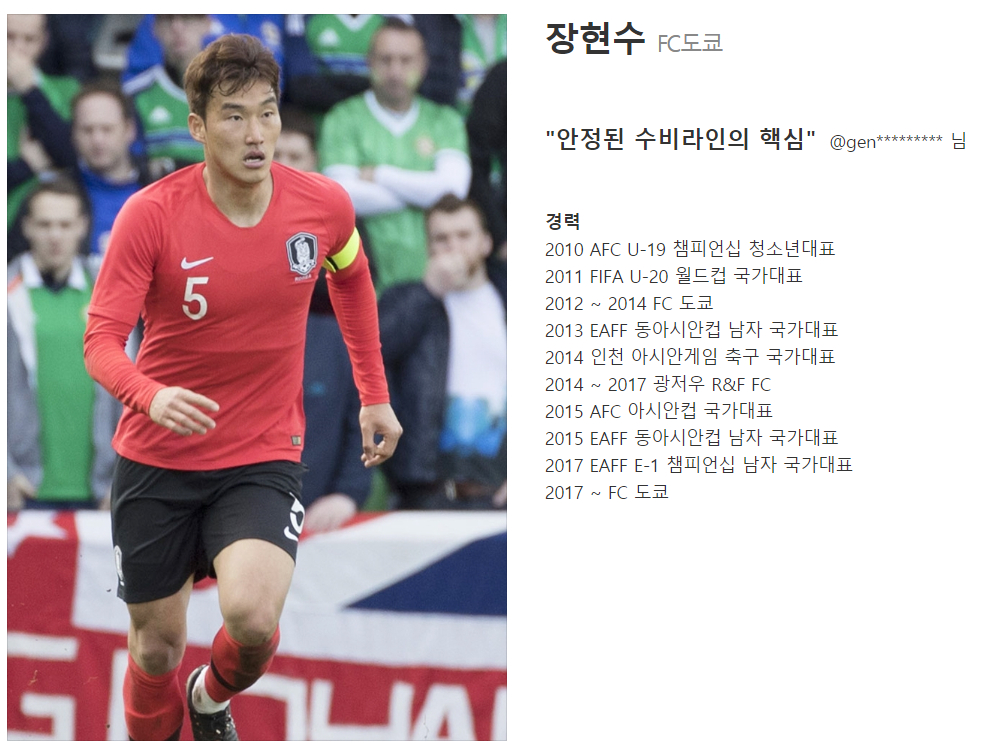 장현수 FC도쿄
"안정된 수비라인의 핵심" @gen********* 님
경력
2010 AFC U-19 챔피언십 청소년대표
2011 FIFA U-20 월드컵 국가대표
2012 ~ 2014 FC 도쿄
2013 EAFF 동아시안컵 남자 국가대표
2014 인천 아시안게임 축구 국가대표
2014 ~ 2017 광저우 R&F FC
2015 AFC 아시안컵 국가대표
2015 EAFF 동아시안컵 남자 국가대표
2017 EAFF E-1 챔피언십 남자 국가대표
2017 ~ FC 도쿄
5
5